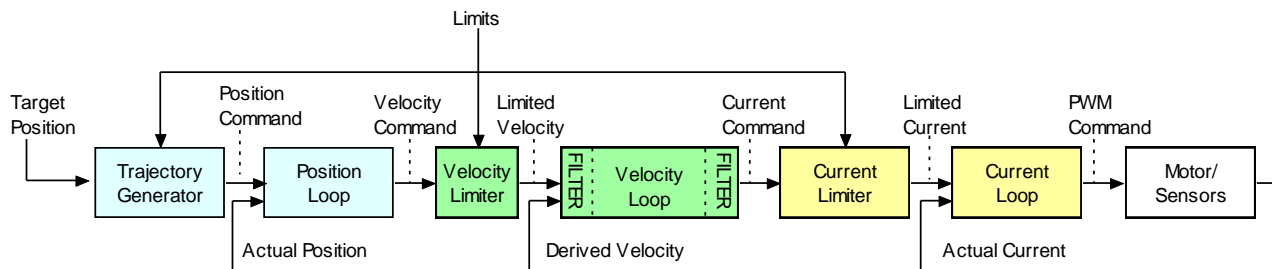 Limits
Target
Position
Position
Command
Velocity
Command
Limited
Velocity
Current
Command
Limited
Current
PWM
Command
Trajectory
Generator
Position
Loop
Velocity
Limiter
FILTER
Velocity
Loop
FILTER
Current
Limiter
Current
Loop
Motor/
Sensors
Actual Position
Derived Velocity
Actual Current